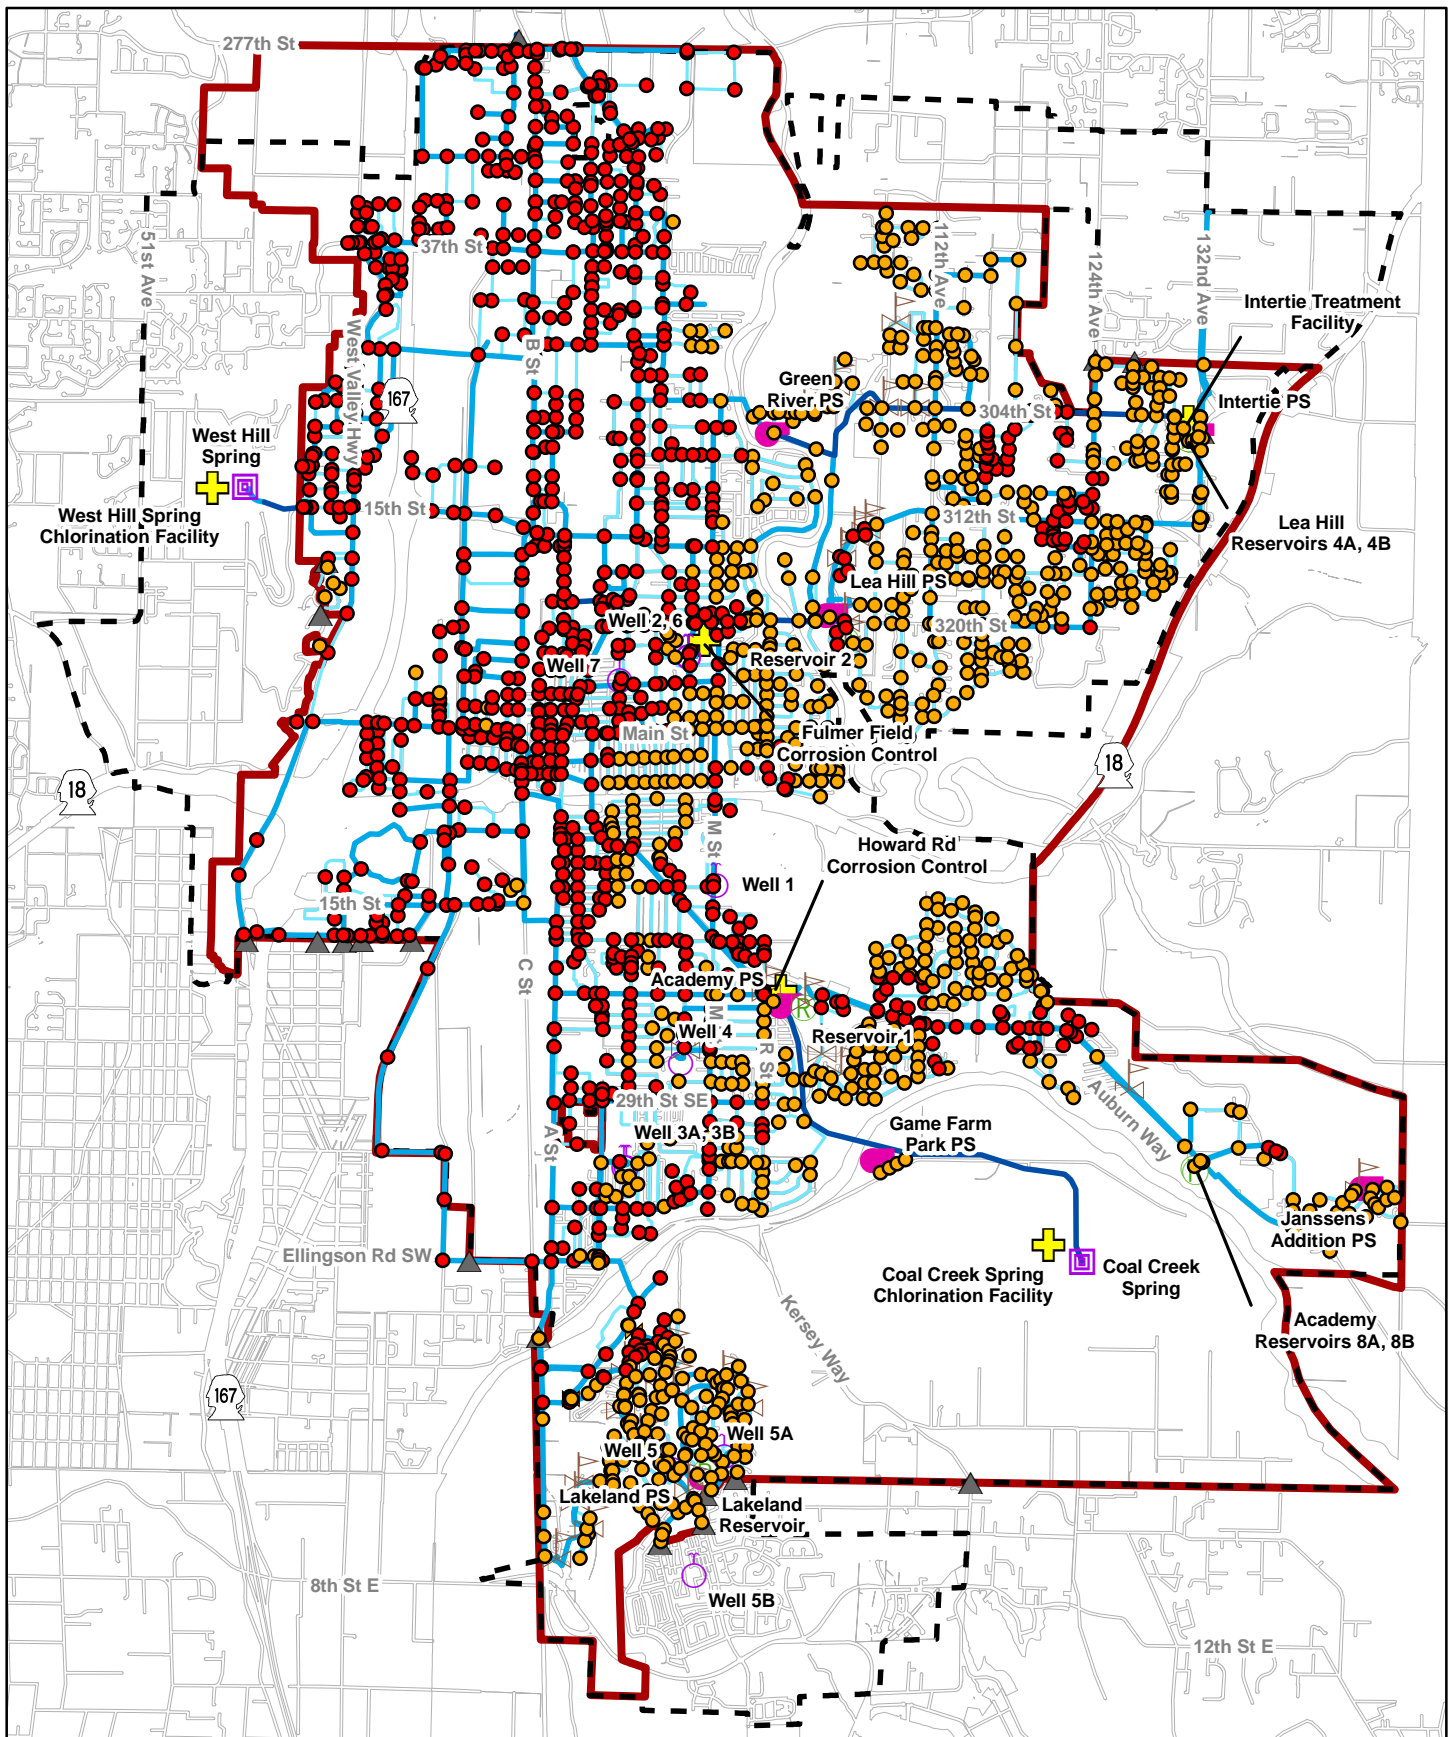 277th St
51st Ave
37th St
112th Ave
124th Ave
132nd Ave
Intertie Treatment
Facility
West Valley Hwy
B St
167
Green
River PS
304th St
Intertie PS
West Hill
Spring
15th St
312th St
West Hill Spring
Chlorination Facility
Lea Hill
Reservoirs 4A, 4B
Lea Hill PS
Well 2, 6
320th St
Well 7
Reservoir 2
Main St
Fulmer Field
Corrosion Control
18
18
M St
Howard Rd
Corrosion Control
Well 1
15th St
C St
Academy PS
R
M St
Well 4
R St
Reservoir 1
29th St SE
Auburn Way
A St
Well 3A, 3B
Game Farm
Park PS
Janssens
Addition PS
Ellingson Rd SW
Coal Creek Spring
Chlorination Facility
Coal Creek
Spring
Kersey Way
Academy
Reservoirs 8A, 8B
167
Well 5A
Well 5
Lakeland PS
Lakeland
Reservoir
8th St E
Well 5B
12th St E